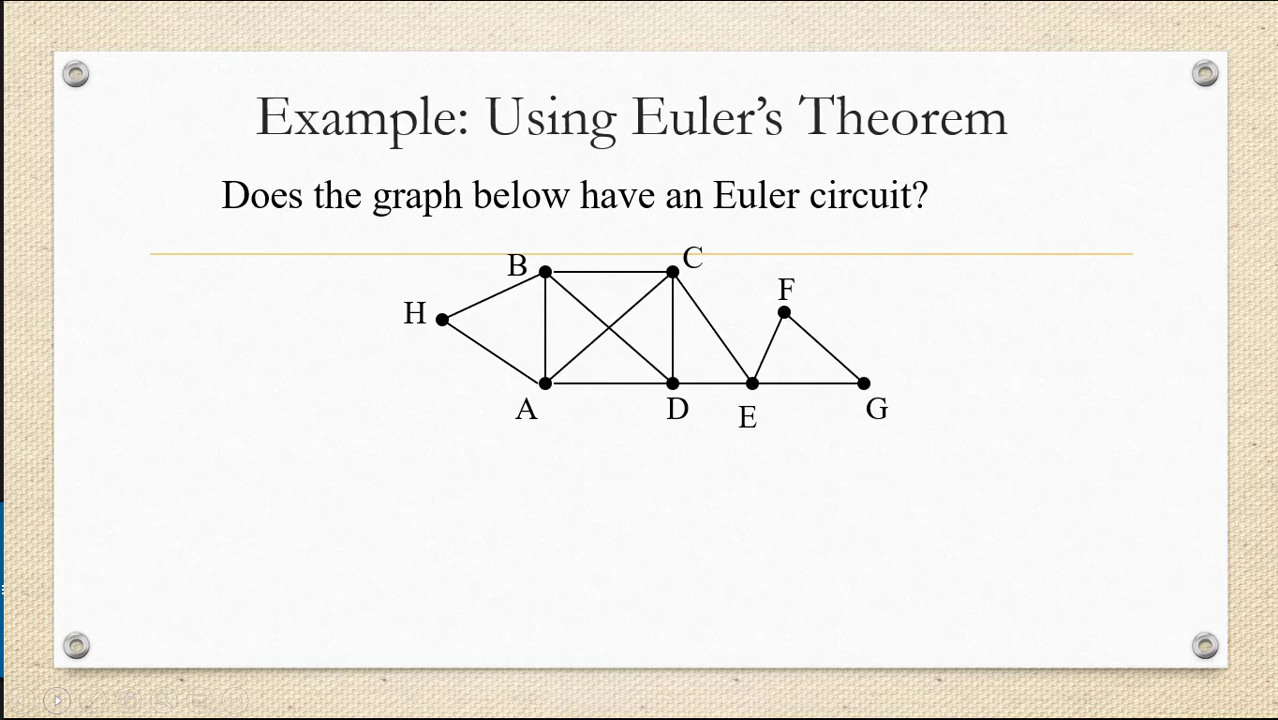 Example: Using Euler’s Theorem
Does the graph below have an Euler circuit?
B
C
H
F
A
D
E
G